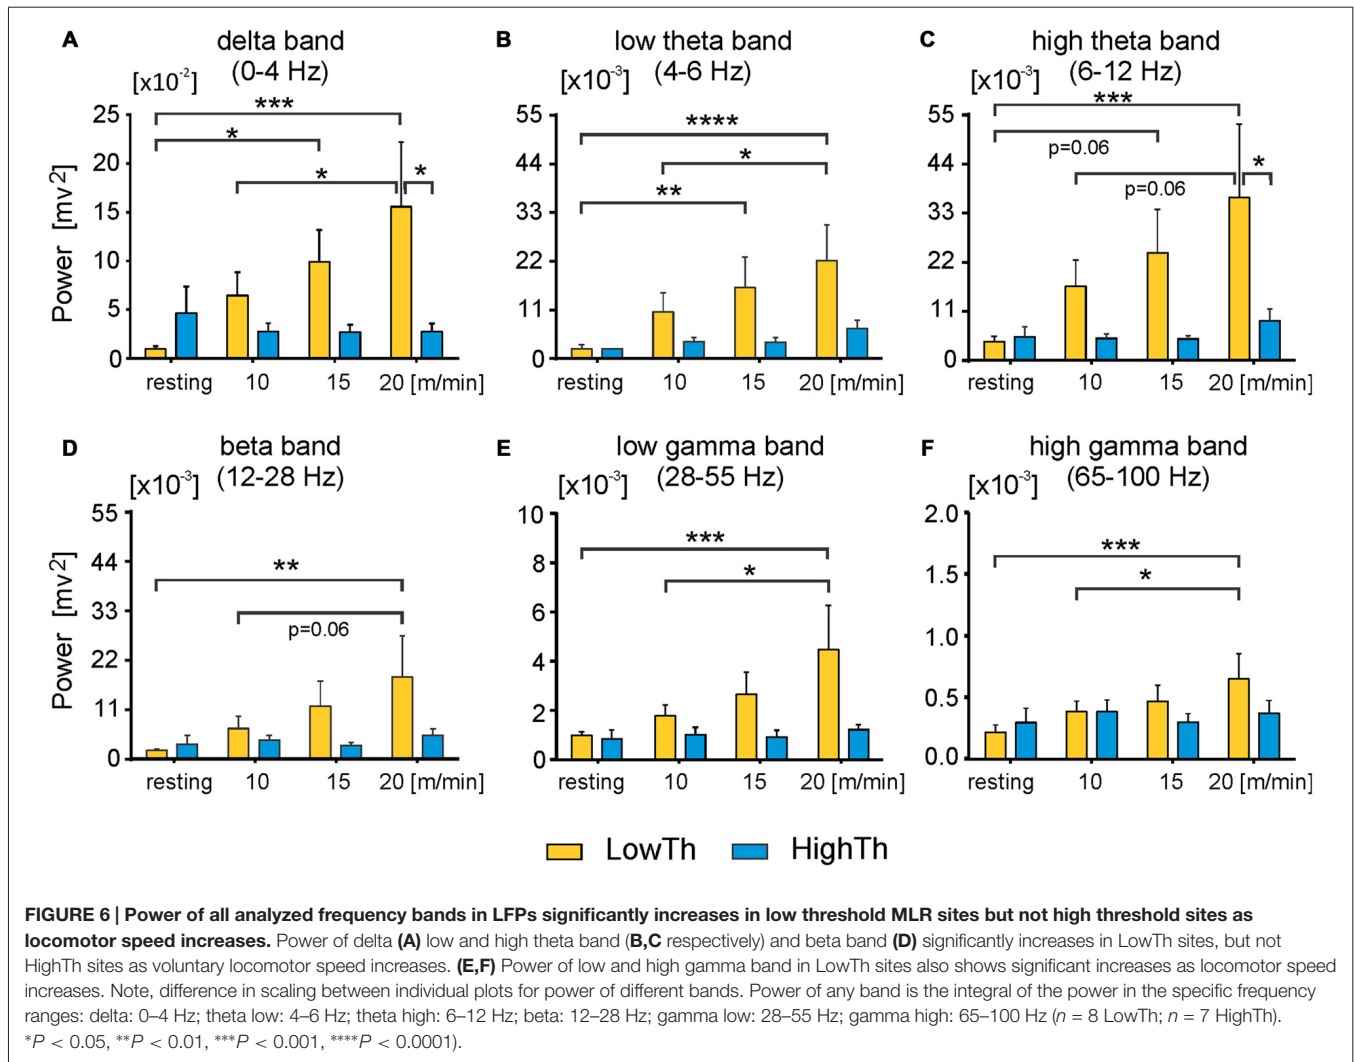 A
delta band
(0-4 Hz)
[x10-2]
Power [mv2]
25
20
15
10
5
0
***
*
*
*
resting 10 15 20 [m/min]
B
low theta band
(4-6 Hz)
[x10-3]
55
44
33
22
11
0
****
*
**
resting 10 15 20 [m/min]
C
high theta band
(6-12 Hz)
[x10-3]
55
44
33
22
11
0
***
p=0.06
p=0.06
*
resting 10 15 20 [m/min]
D
beta band
(12-28 Hz)
[x10-3]
Power [mv2]
55
44
33
22
11
0
**
p=0.06
resting 10 15 20 [m/min]
E
low gamma band
(28-55 Hz)
[x10-3]
10
8
6
4
2
0
***
*
resting 10 15 20 [m/min]
F
high gamma band
(65-100 Hz)
[x10-3]
2.0
1.5
1.0
0.5
0.0
***
*
resting 10 15 20 [m/min]
LowTh HighTh
FIGURE 6 | Power of all analyzed frequency bands in LFPs significantly increases in low threshold MLR sites but not high threshold sites as
locomotor speed increases. Power of delta (A) low and high theta band (B,C respectively) and beta band (D) significantly increases in LowTh sites, but not
HighTh sites as voluntary locomotor speed increases. (E,F) Power of low and high gamma band in LowTh sites also shows significant increases as locomotor speed
increases. Note, difference in scaling between individual plots for power of different bands. Power of any band is the integral of the power in the specific frequency
ranges: delta: 0–4 Hz; theta low: 4–6 Hz; theta high: 6–12 Hz; beta: 12–28 Hz; gamma low: 28–55 Hz; gamma high: 65–100 Hz (n = 8 LowTh; n = 7 HighTh).
*P < 0.05, **P < 0.01, ***P < 0.001, ****P < 0.0001).